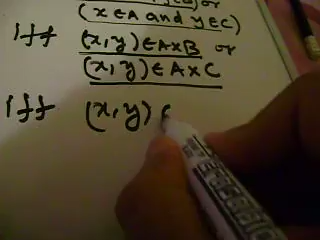 (x ∈ A and y ∈ C)
iff (x, y) ∈ A × B or
(x, y) ∈ A × C
iff (x, y)